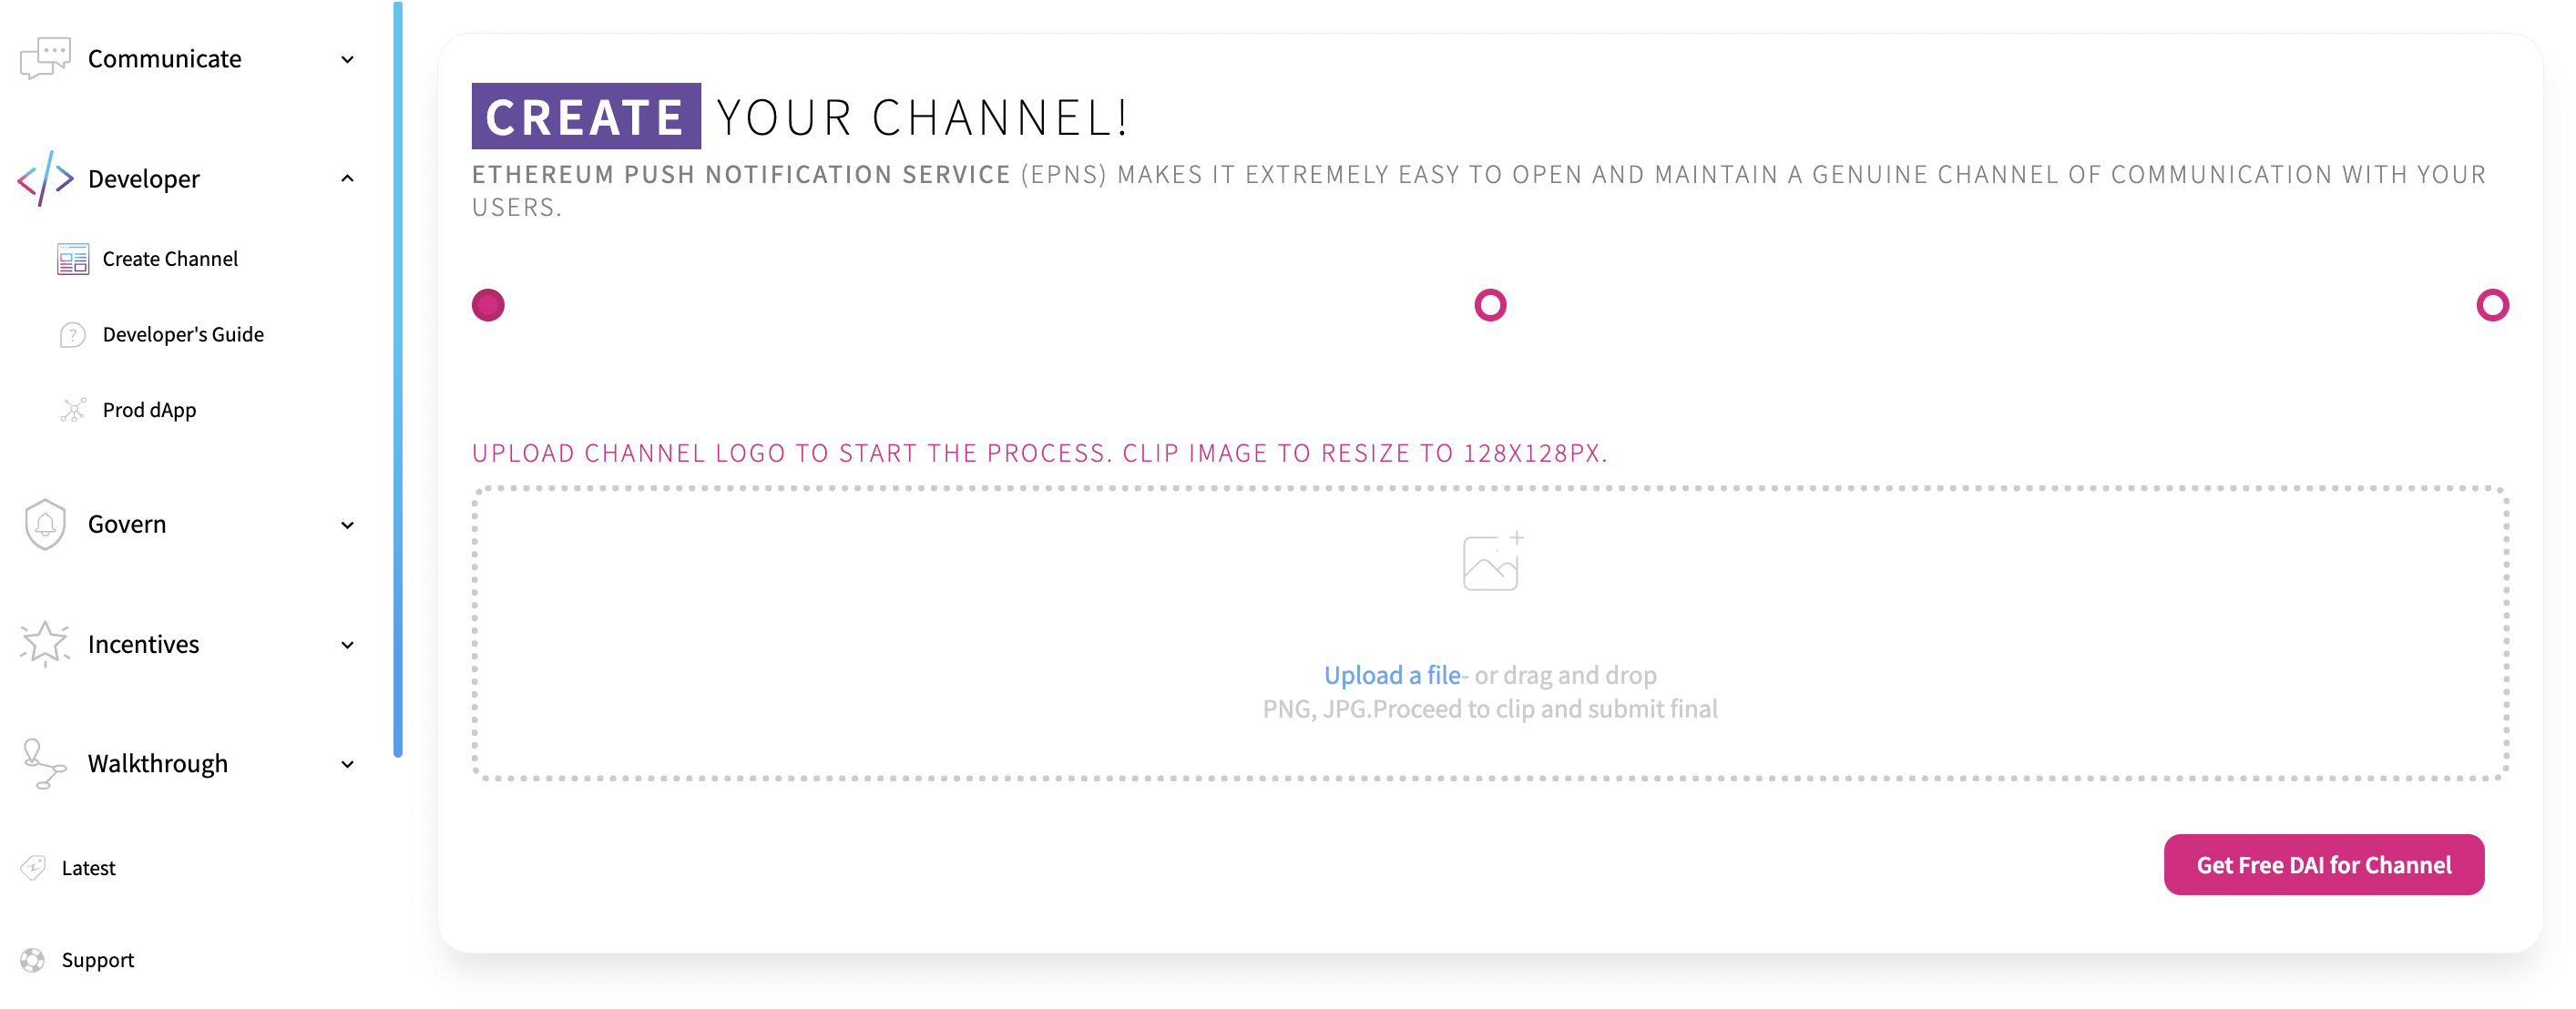 Communicate
Developer
Create Channel
Developer's Guide
Prod dApp
Govern
Incentives
Walkthrough
Latest
Support
CREATE YOUR CHANNEL!
ETHEREUM PUSH NOTIFICATION SERVICE (EPNS) MAKES IT EXTREMELY EASY TO OPEN AND MAINTAIN A GENUINE CHANNEL OF COMMUNICATION WITH YOUR
USERS.
UPLOAD CHANNEL LOGO TO START THE PROCESS. CLIP IMAGE TO RESIZE TO 128X128PX.
Upload a file- or drag and drop
PNG, JPG.Proceed to clip and submit final
Get Free DAI for Channel